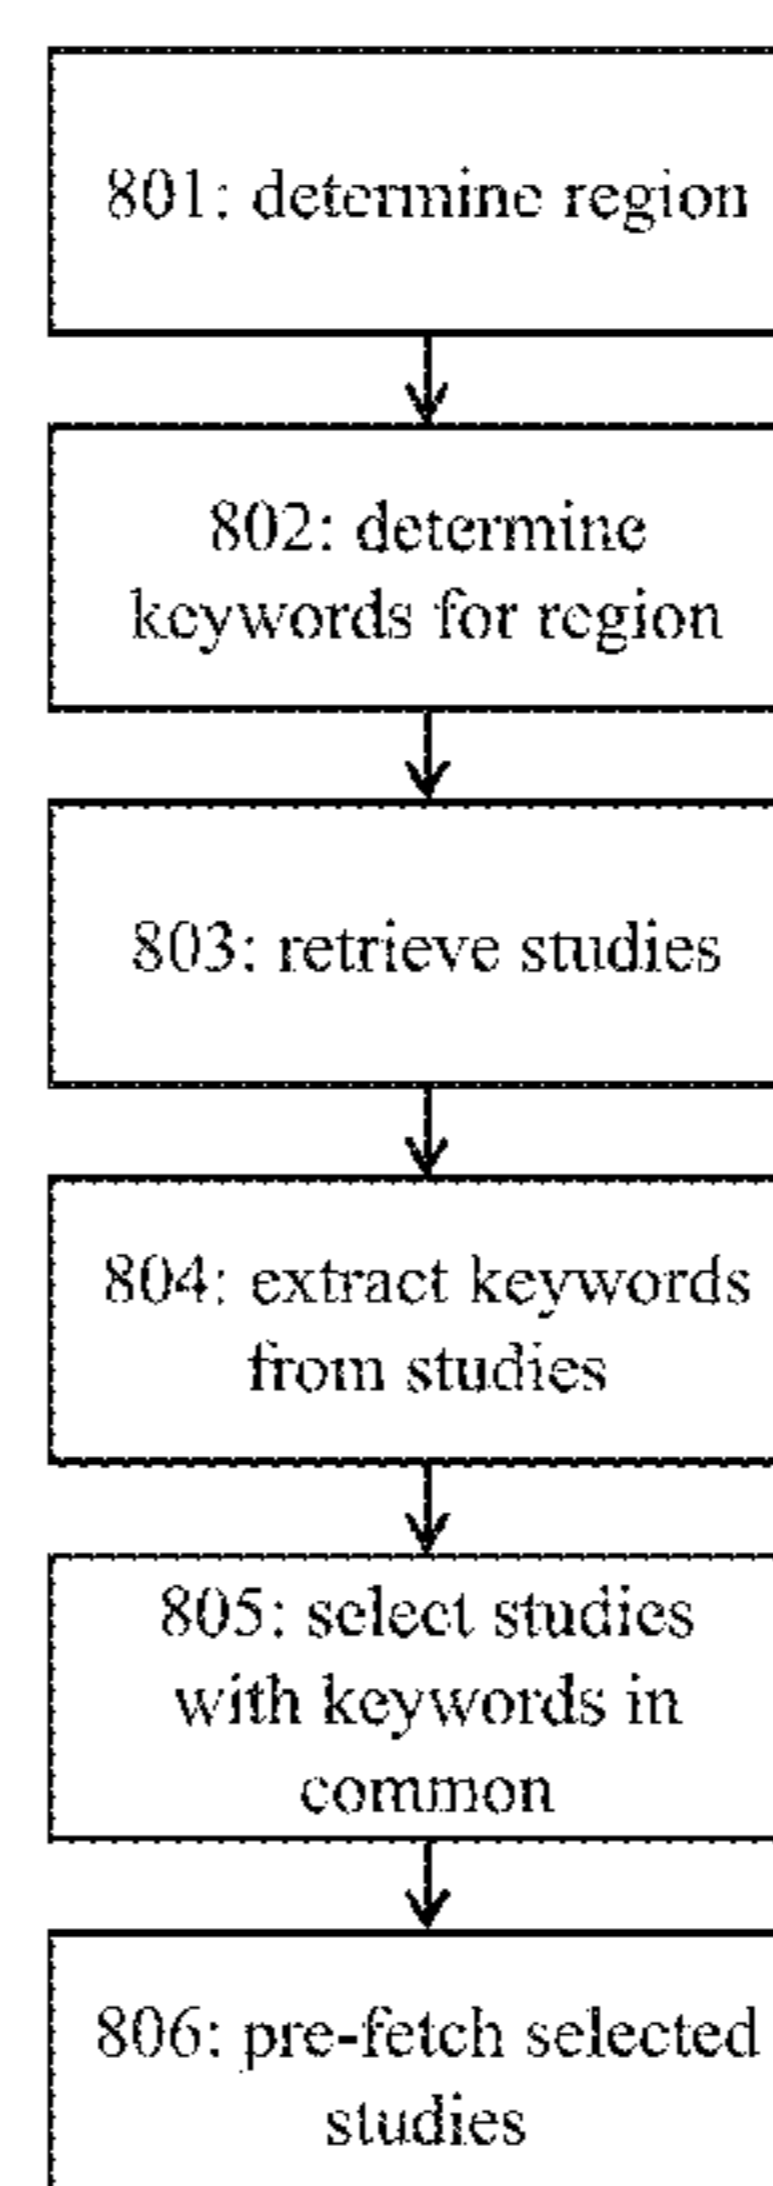 801: determine region
802: determine
keywords for region
803: retrieve studies
804: extract keywords
from studies
805: select studies
with keywords in
common
806: pre-fetch selected
studies